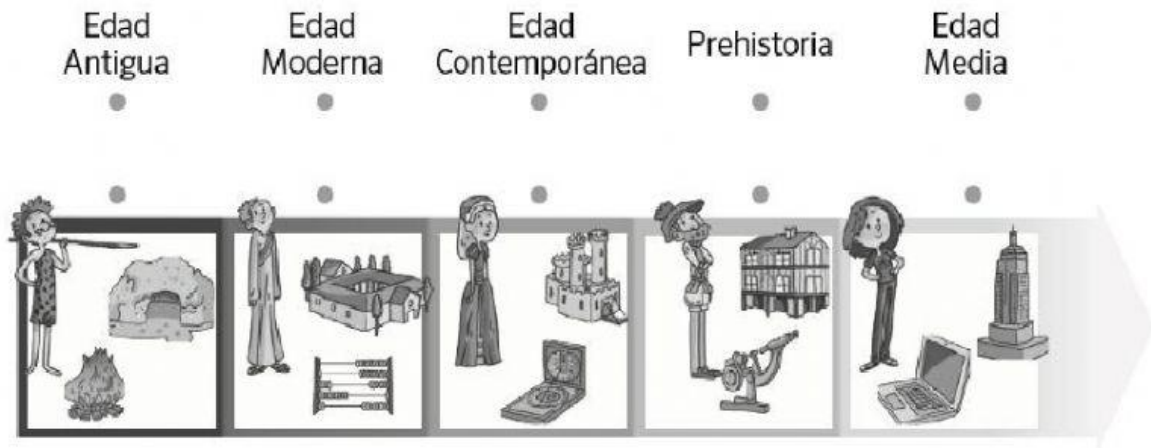 Edad
Antigua
Edad
Moderna
Edad
Contemporánea
Prehistoria
Edad
Media